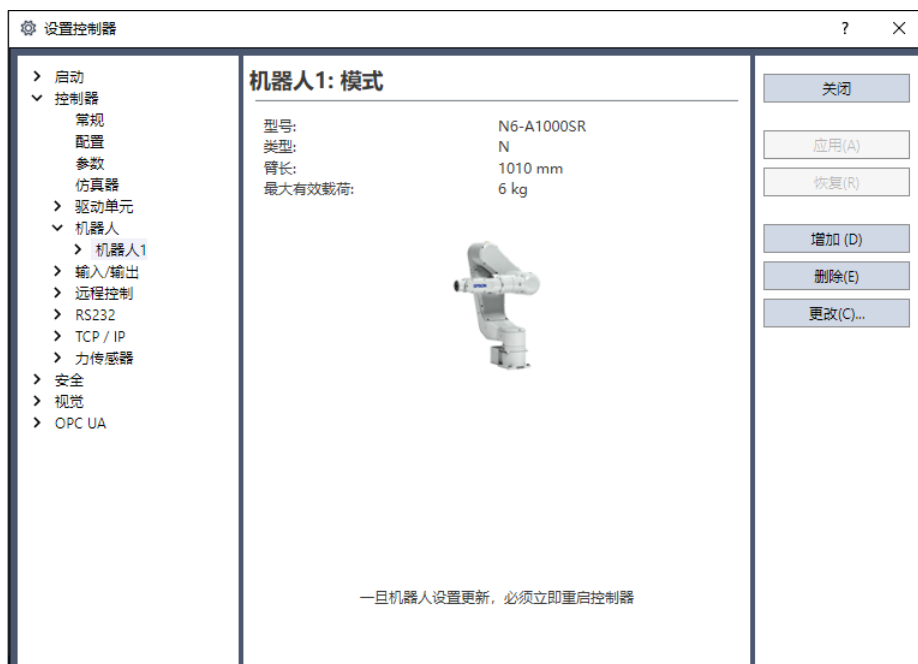 设置控制器
?
启动
控制器
常规
配置
参数
仿真器
驱动单元
机器人
机器人1
输入/输出
远程控制
RS232
TCP / IP
力传感器
安全
视觉
OPC UA
机器人1: 模式
型号: N6-A1000SR
类型: N
臂长: 1010 mm
最大有效载荷: 6 kg
EPSON
一旦机器人设置更新，必须立即重启控制器
关闭
应用(A)
恢复(R)
增加 (D)
删除(E)
更改(C)...